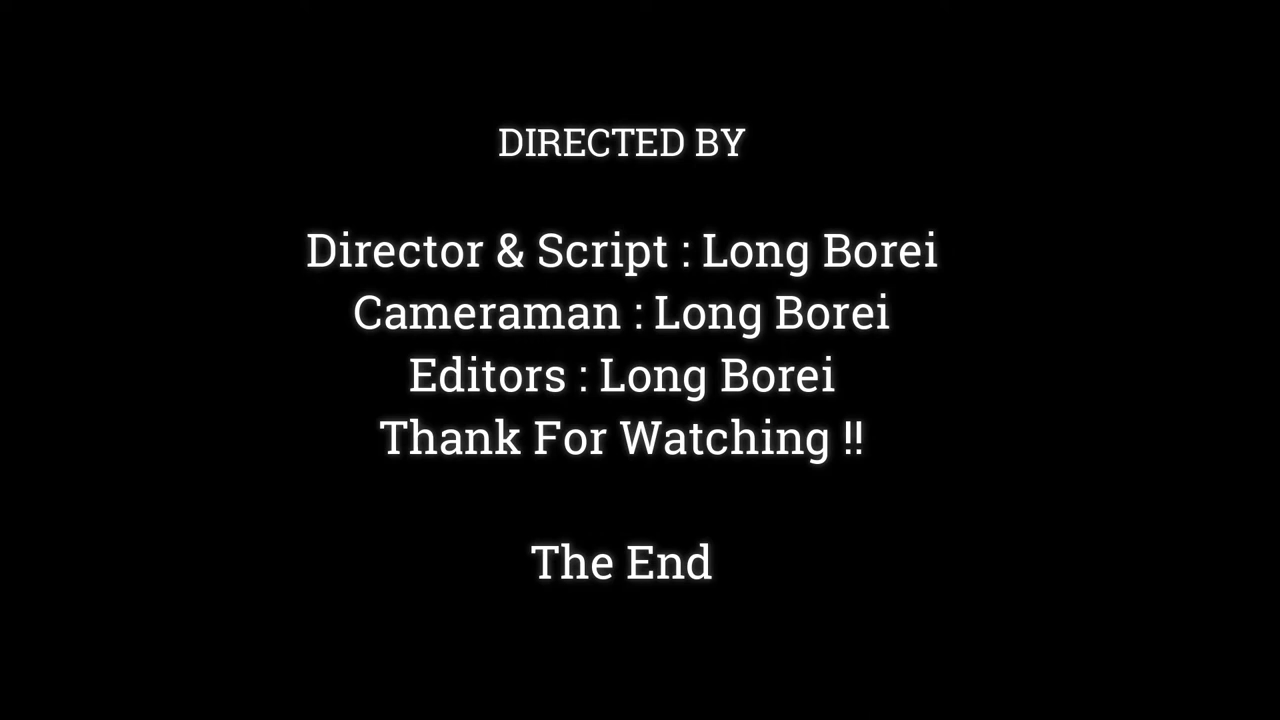 DIRECTED BY
Director & Script : Long Borei
Cameraman : Long Borei
Editors : Long Borei
Thank For Watching !!
The End